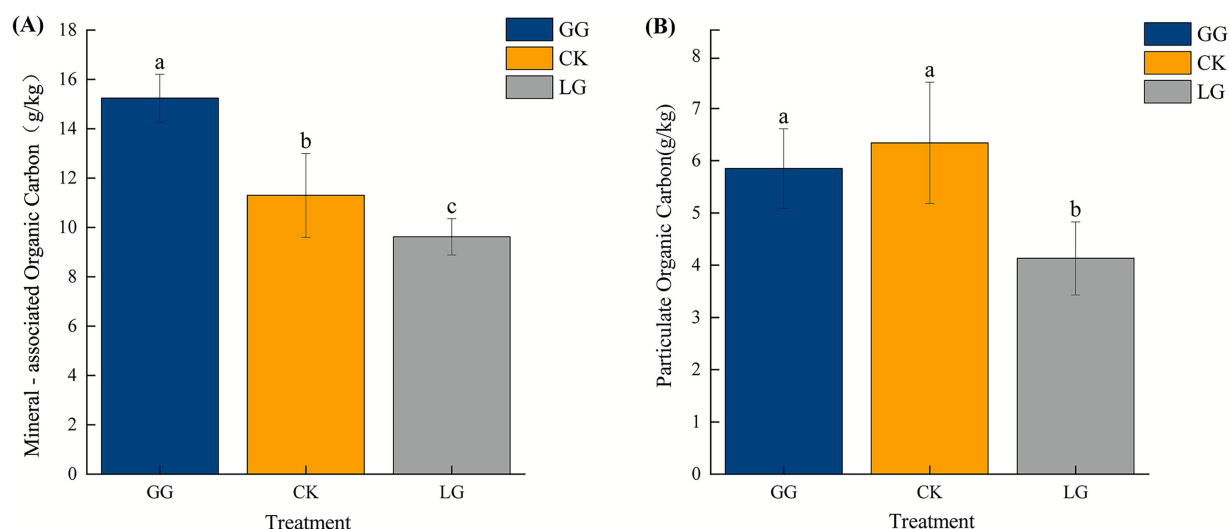 (A)
Mineral - associated Organic Carbon （g/kg）
18
16
14
12
10
8
6
4
2
0
a
b
c
GG
CK
LG
GG
CK
LG
Treatment
(B)
Particulate Organic Carbon(g/kg)
8
7
6
5
4
3
2
1
0
a
a
b
GG
CK
LG
GG
CK
LG
Treatment